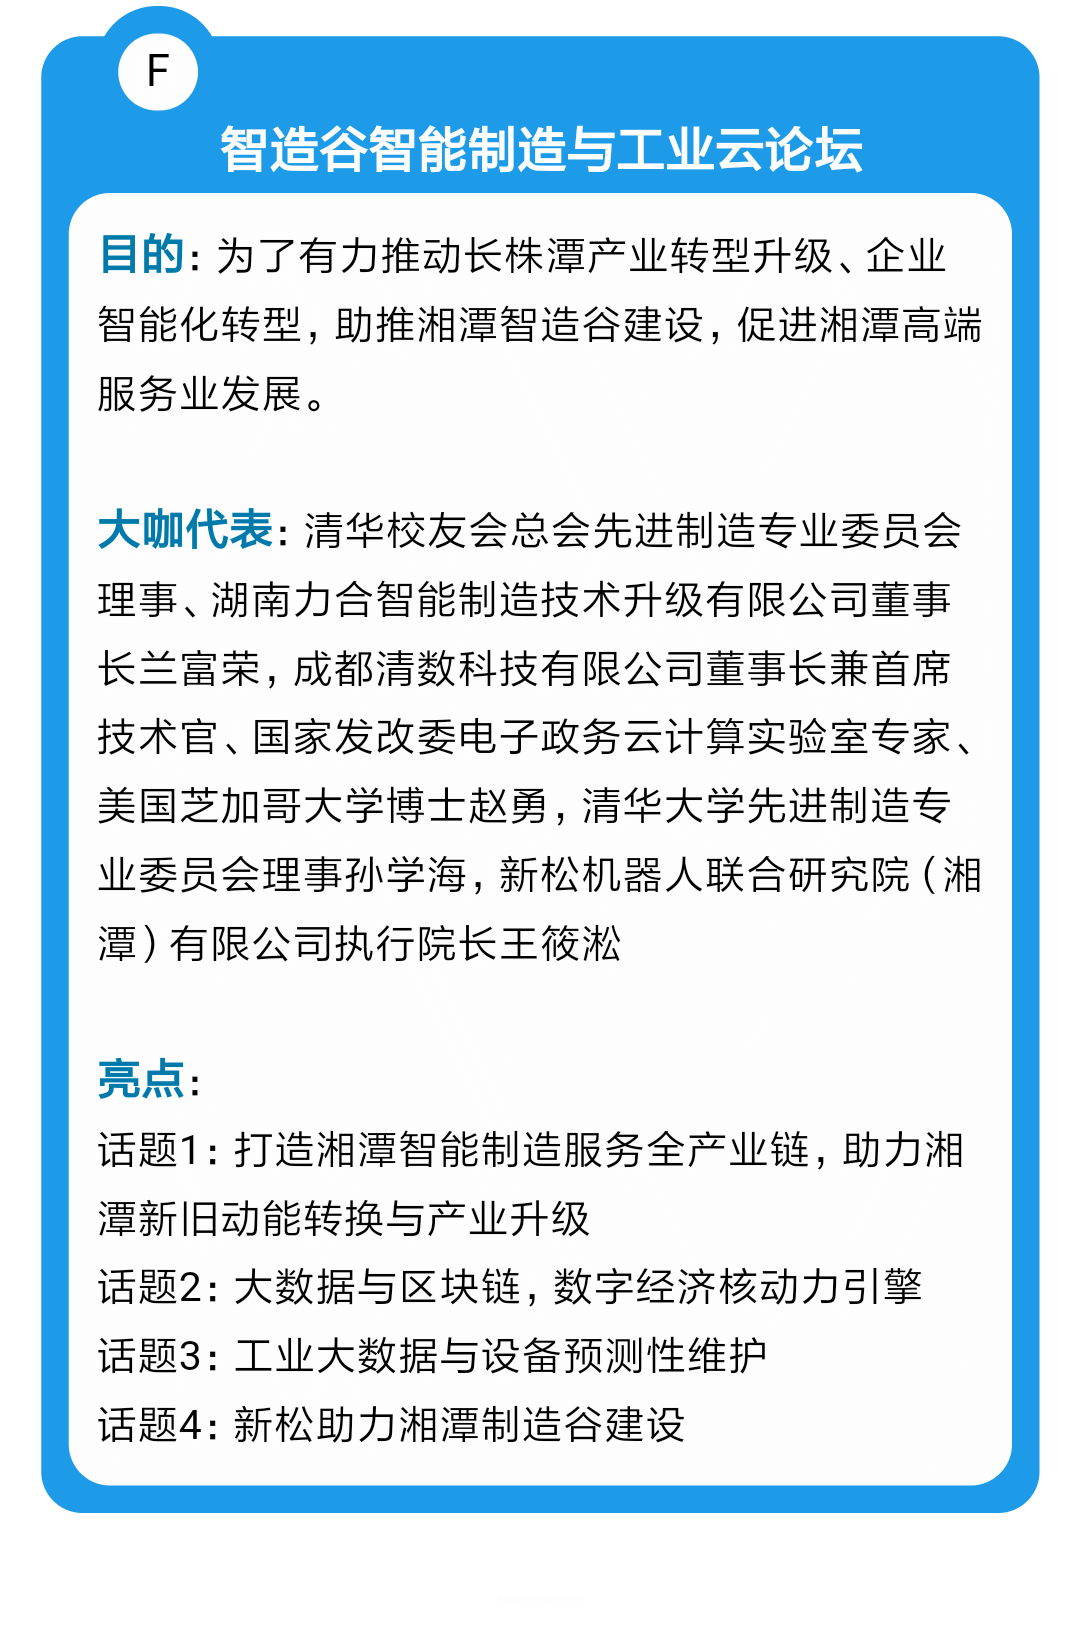 F
智造谷智能制造与工业云论坛
目的：为了有力推动长株潭产业转型升级、企业
智能化转型，助推湘潭智造谷建设，促进湘潭高端
服务业发展。
大咖代表：清华校友会总会先进制造专业委员会
理事、湖南力合智能制造技术升级有限公司董事
长兰富荣，成都清数科技有限公司董事长兼首席
技术官、国家发改委电子政务云计算实验室专家、
美国芝加哥大学博士赵勇，清华大学先进制造专
业委员会理事孙学海，新松机器人联合研究院（湘
潭）有限公司执行院长王筱淞
亮点：
话题1：打造湘潭智能制造服务全产业链，助力湘
潭新旧动能转换与产业升级
话题2：大数据与区块链，数字经济核动力引擎
话题3：工业大数据与设备预测性维护
话题4：新松助力湘潭制造谷建设